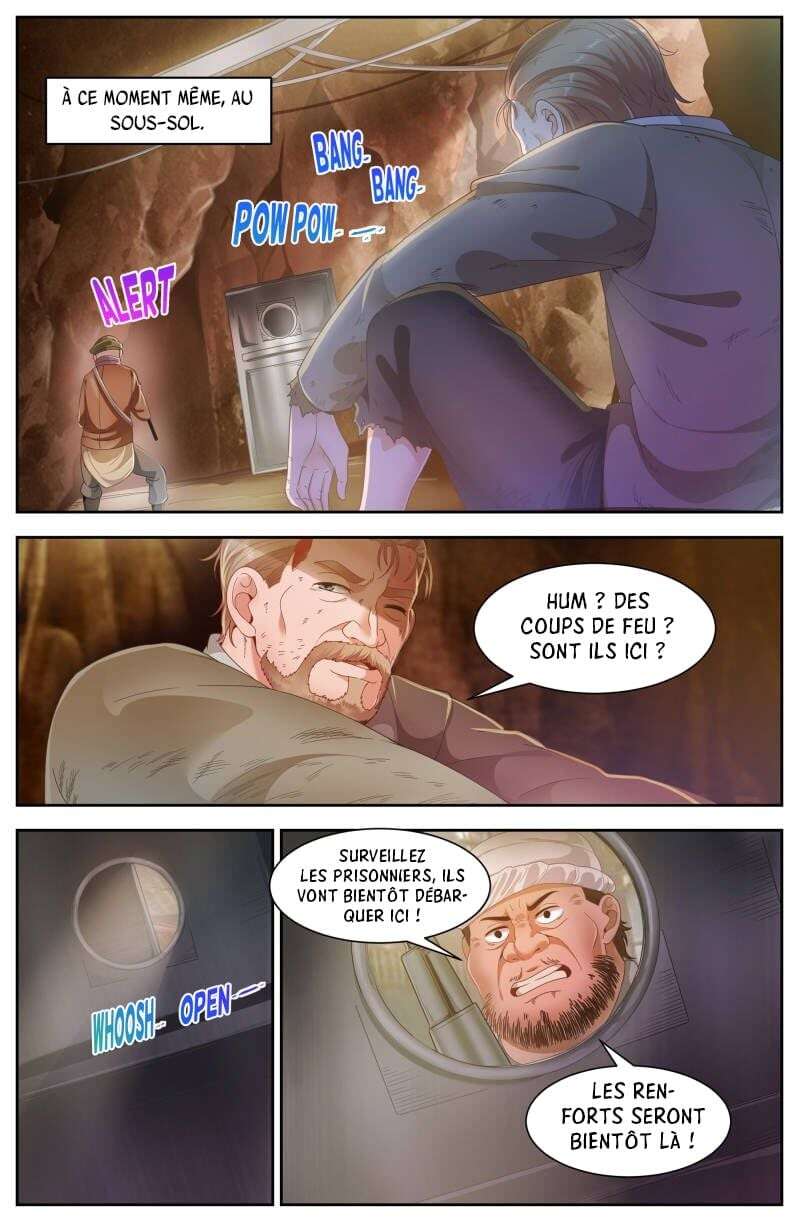 À CE MOMENT MÊME, AU
SOUS-SOL.
BANG-
BANG-
POW POW--
ALERT
HUM ? DES
COUPS DE FEU ?
SONT ILS ICI ?
WHOOSH-
OPEN-
SURVEILLEZ
LES PRISONNIERS, ILS
VONT BIENTÔT DÉBAR-
QUER ICI !
LES REN-
FORTS SERONT
BIENTÔT LÀ !